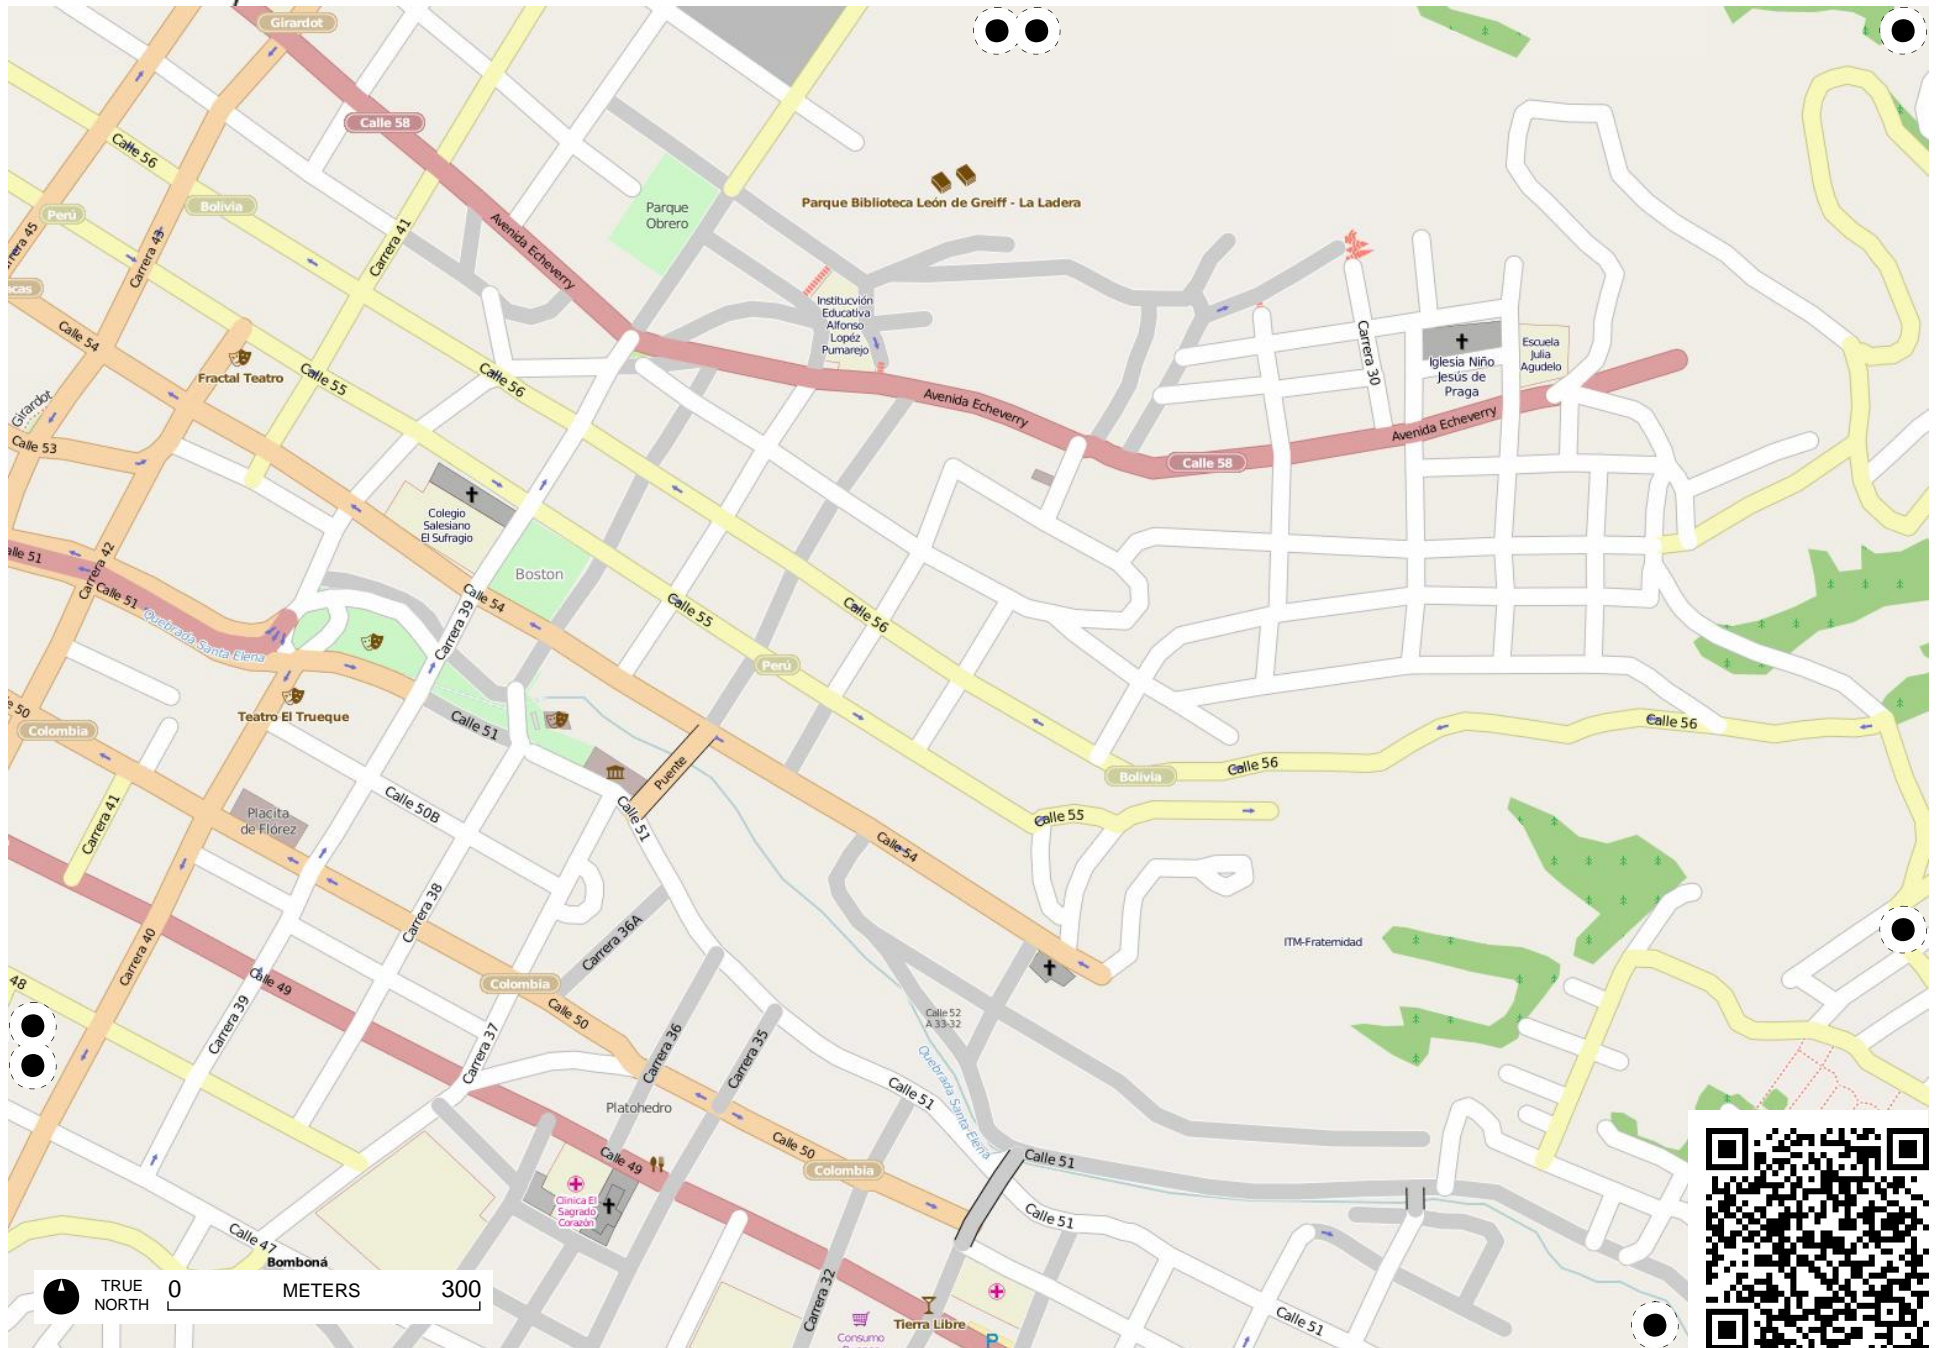 Girardot
Calle 58
Calle 56
Bolivia
Perú
Carrera 43
Carrera 41
Avenida Echeverry
Parque
Obrero
Parque Biblioteca León de Greiff - La Ladera
Institucvión
Educativa
Alfonso
Lopéz
Pumarejo
Carrera 30
Iglesia Niño
Jesús de
Praga
Escuela
Julia
Agudelo
Calle 54
Fractal Teatro
Calle 55
Calle 56
Avenida Echeverry
Avenida Echeverry
Girardot
Calle 53
Calle 58
Colegio
Salesiano
El Sufragio
Boston
Carrera 42
Calle 51
Quebrada Santa Elena
Calle 54
Carrera 39
Calle 55
Calle 56
Perú
Teatro El Trueque
Colombia
Calle 51
Puente
Calle 56
Calle 56
Bolivia
Carrera 41
Placita
de Flórez
Calle 50B
Calle 51
Calle 55
Calle 54
Carrera 38
Carrera 36A
Carrera 40
ITM-Fraternidad
48
Calle 49
Colombia
Calle 50
Carrera 39
Carrera 37
Carrera 36
Carrera 35
Calle 52
A 33-32
Quebrada Santa Elena
Calle 51
Platohedro
Calle 50
Colombia
Calle 49
Calle 51
Clinica El
Sagrado
Corazón
Calle 51
Calle 47
Bomboná
Carrera 32
Tierra Libre
Consumo
P
Calle 51
TRUE
NORTH
0 METERS 300